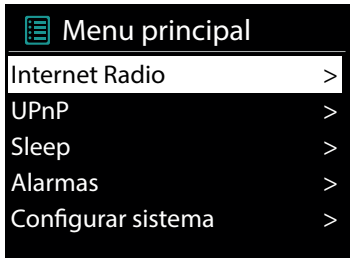 Menu principal
Internet Radio >
UPnP >
Sleep >
Alarmas >
Configurar sistema >